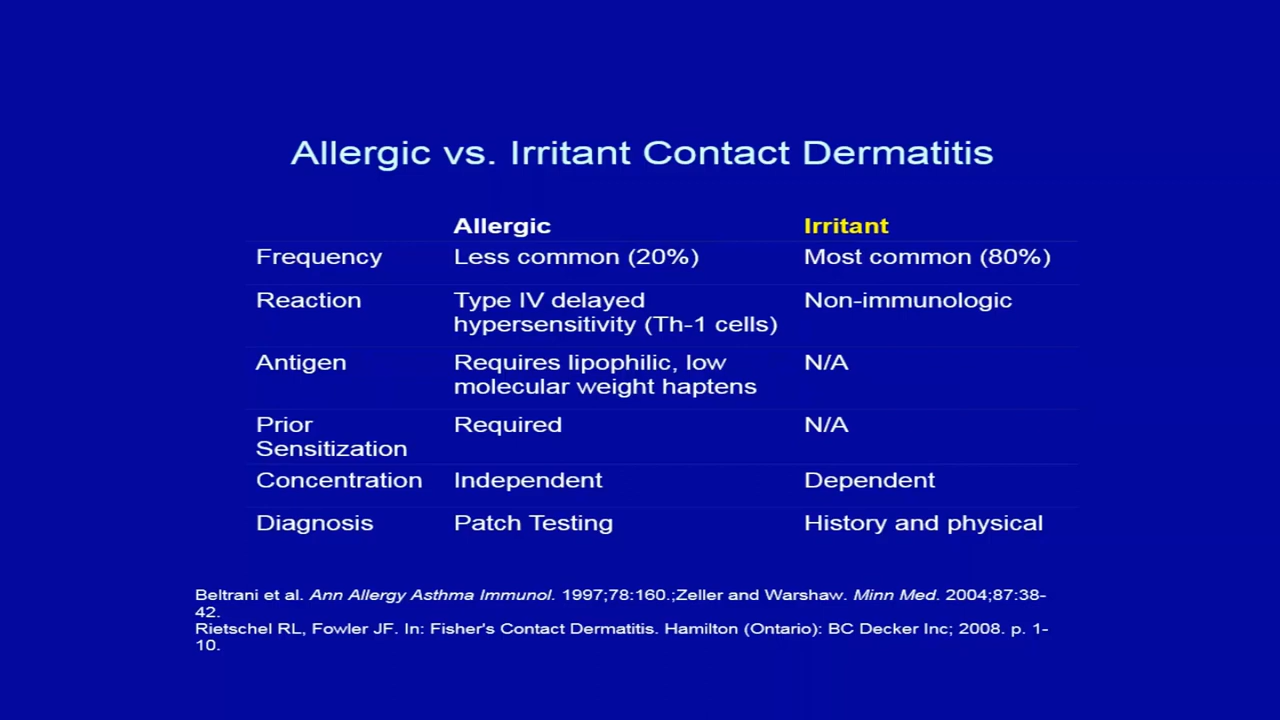 Allergic vs. Irritant Contact Dermatitis
Allergic Irritant
Frequency Less common (20%) Most common (80%)
Reaction Type IV delayed Non-immunologic
hypersensitivity (Th-1 cells)
Antigen Requires lipophilic, low N/A
molecular weight haptens
Prior Required N/A
Sensitization
Concentration Independent Dependent
Diagnosis Patch Testing History and physical
Beltrani et al. Ann Allergy Asthma Immunol. 1997;78:160.;Zeller and Warshaw. Minn Med. 2004;87:38-
42.
Rietschel RL, Fowler JF. In: Fisher's Contact Dermatitis. Hamilton (Ontario): BC Decker Inc; 2008. p. 1-
10.